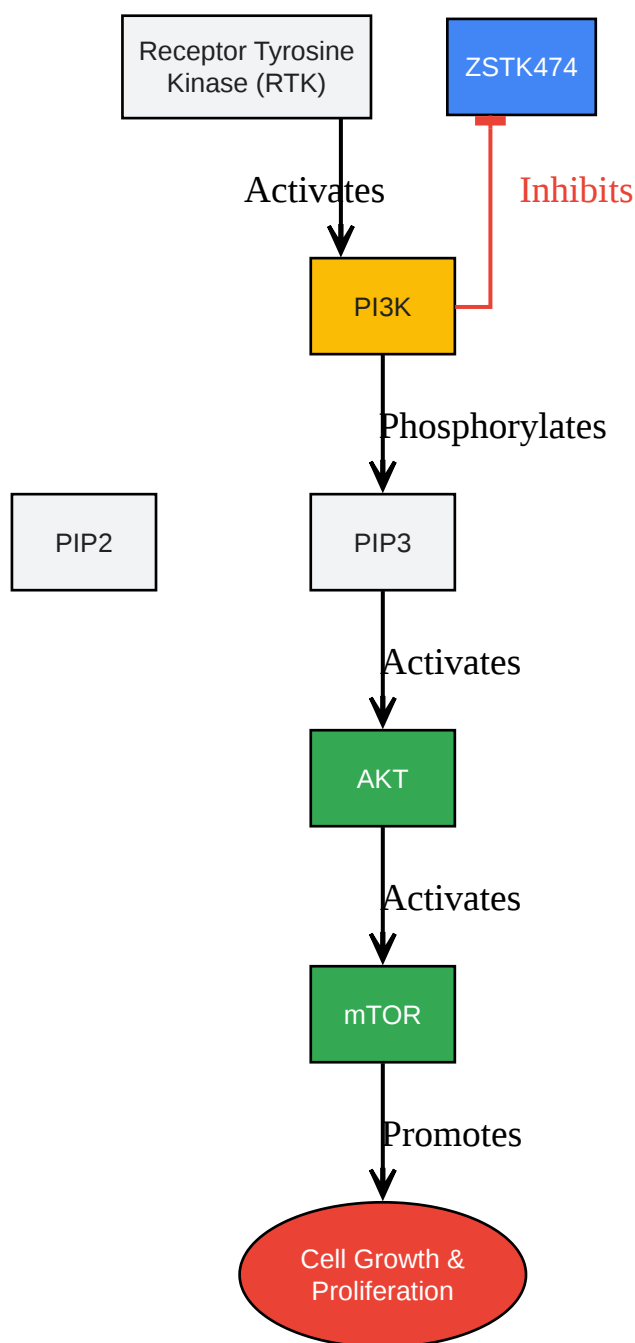 Receptor Tyrosine
Kinase (RTK)
ZSTK474
Activates
Inhibits
PI3K
Phosphorylates
PIP2
PIP3
Activates
AKT
Activates
mTOR
Promotes
Cell Growth &
Proliferation